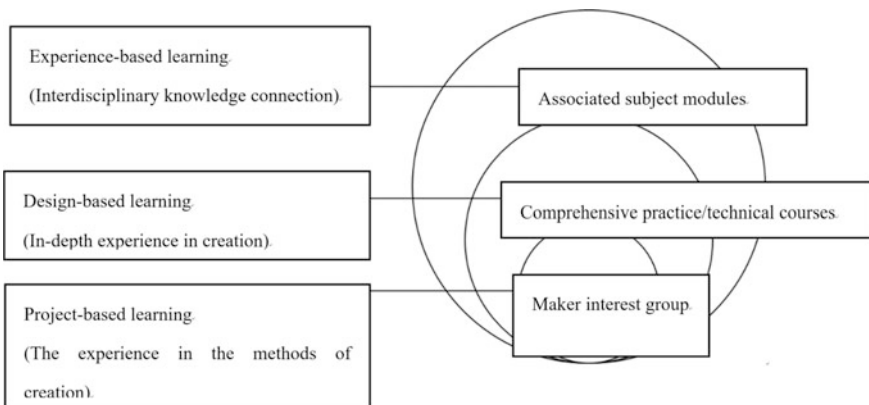 Experience-based learning.
(Interdisciplinary knowledge connection).
Associated subject modules.
Design-based learning.
(In-depth experience in creation).
Comprehensive practice/technical courses.
Project-based learning.
(The experience in the methods of
creation).
Maker interest group.